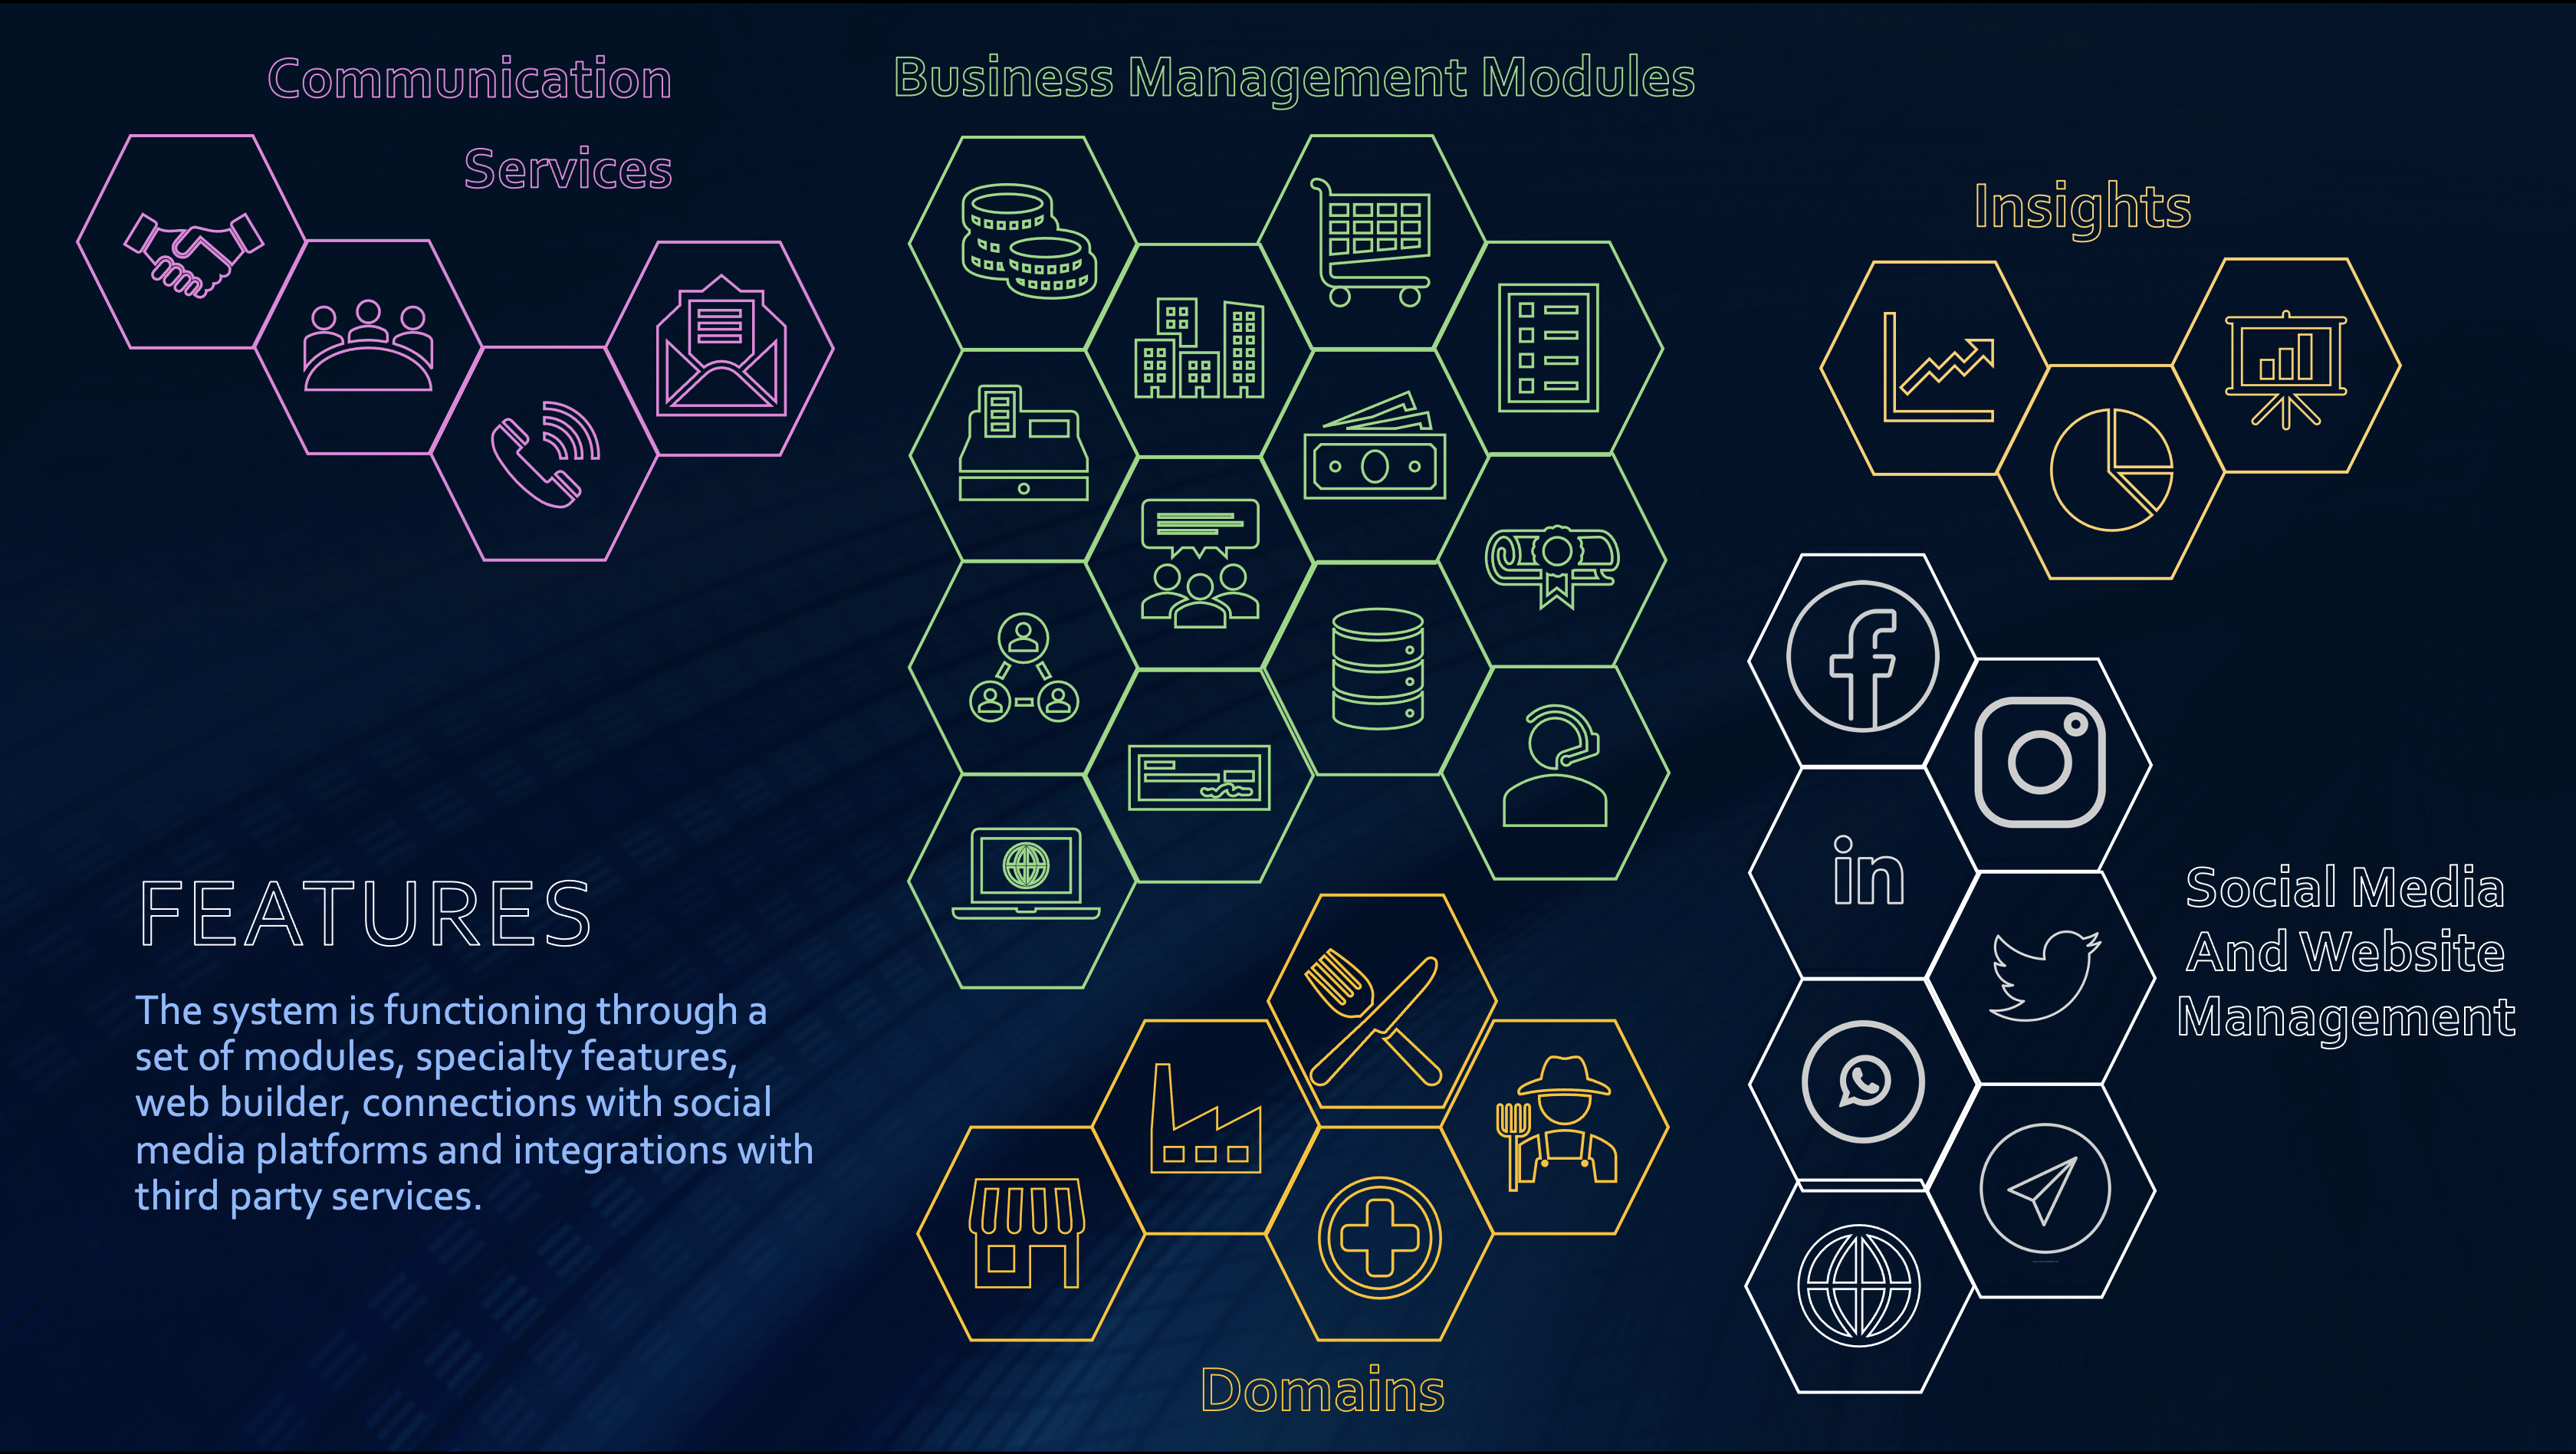 Communication
Services
Business Management Modules
Insights
FEATURES
The system is functioning through a
set of modules, specialty features,
web builder, connections with social
media platforms and integrations with
third party services.
in
Social Media
And Website
Management
Domains